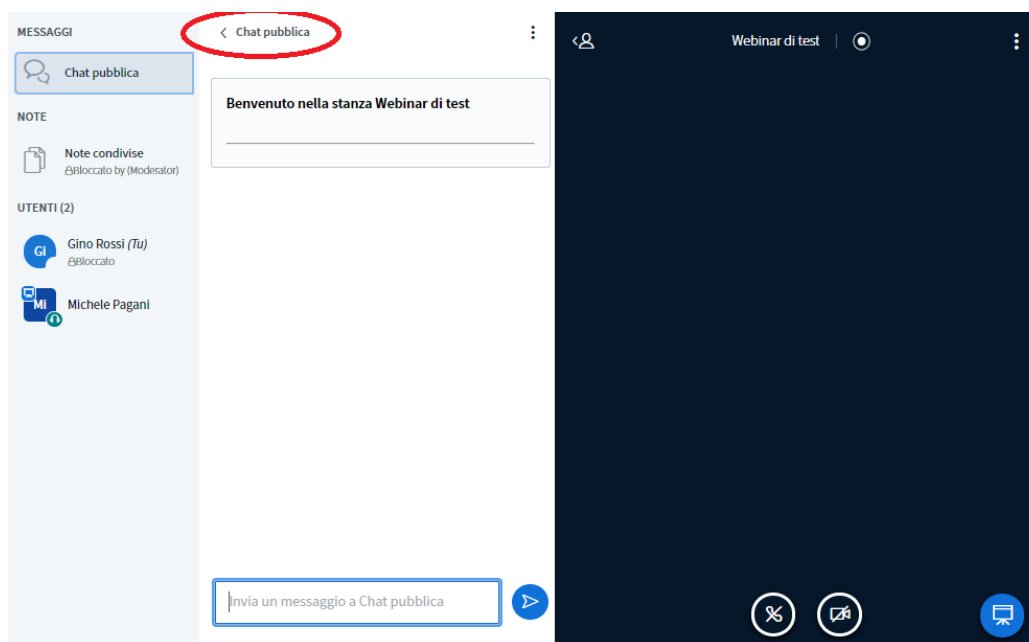 MESSAGGI
Chat pubblica
NOTE
Note condivise
Bloccato by (Moderator)
UTENTI (2)
Gi
Gino Rossi (Tu)
Bloccato
Mi
Michele Pagani
Chat pubblica
Benvenuto nella stanza Webinar di test
Invia un messaggio a Chat pubblica
Webinar di test